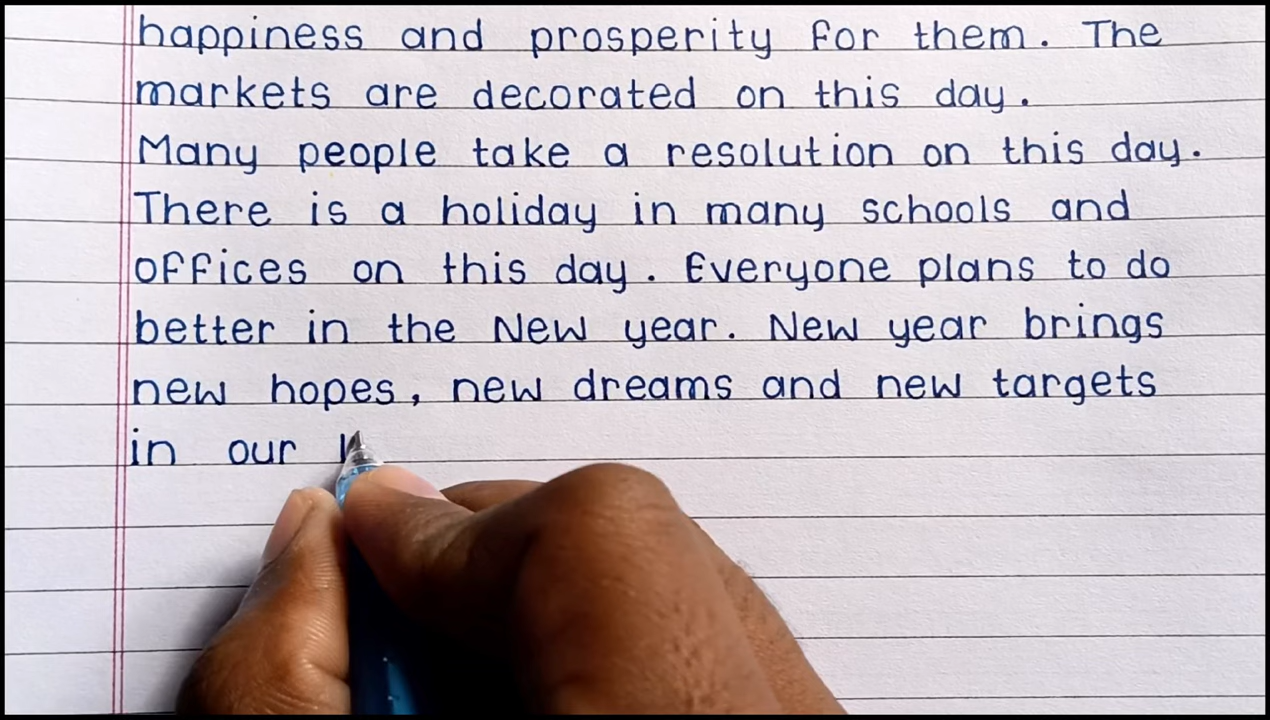 happiness and prosperity for them. The
markets are decorated on this day.
Many people take a resolution on this day.
There is a holiday in many schools and
offices on this day. Everyone plans to do
better in the New year. New year brings
new hopes, new dreams and new targets
in our